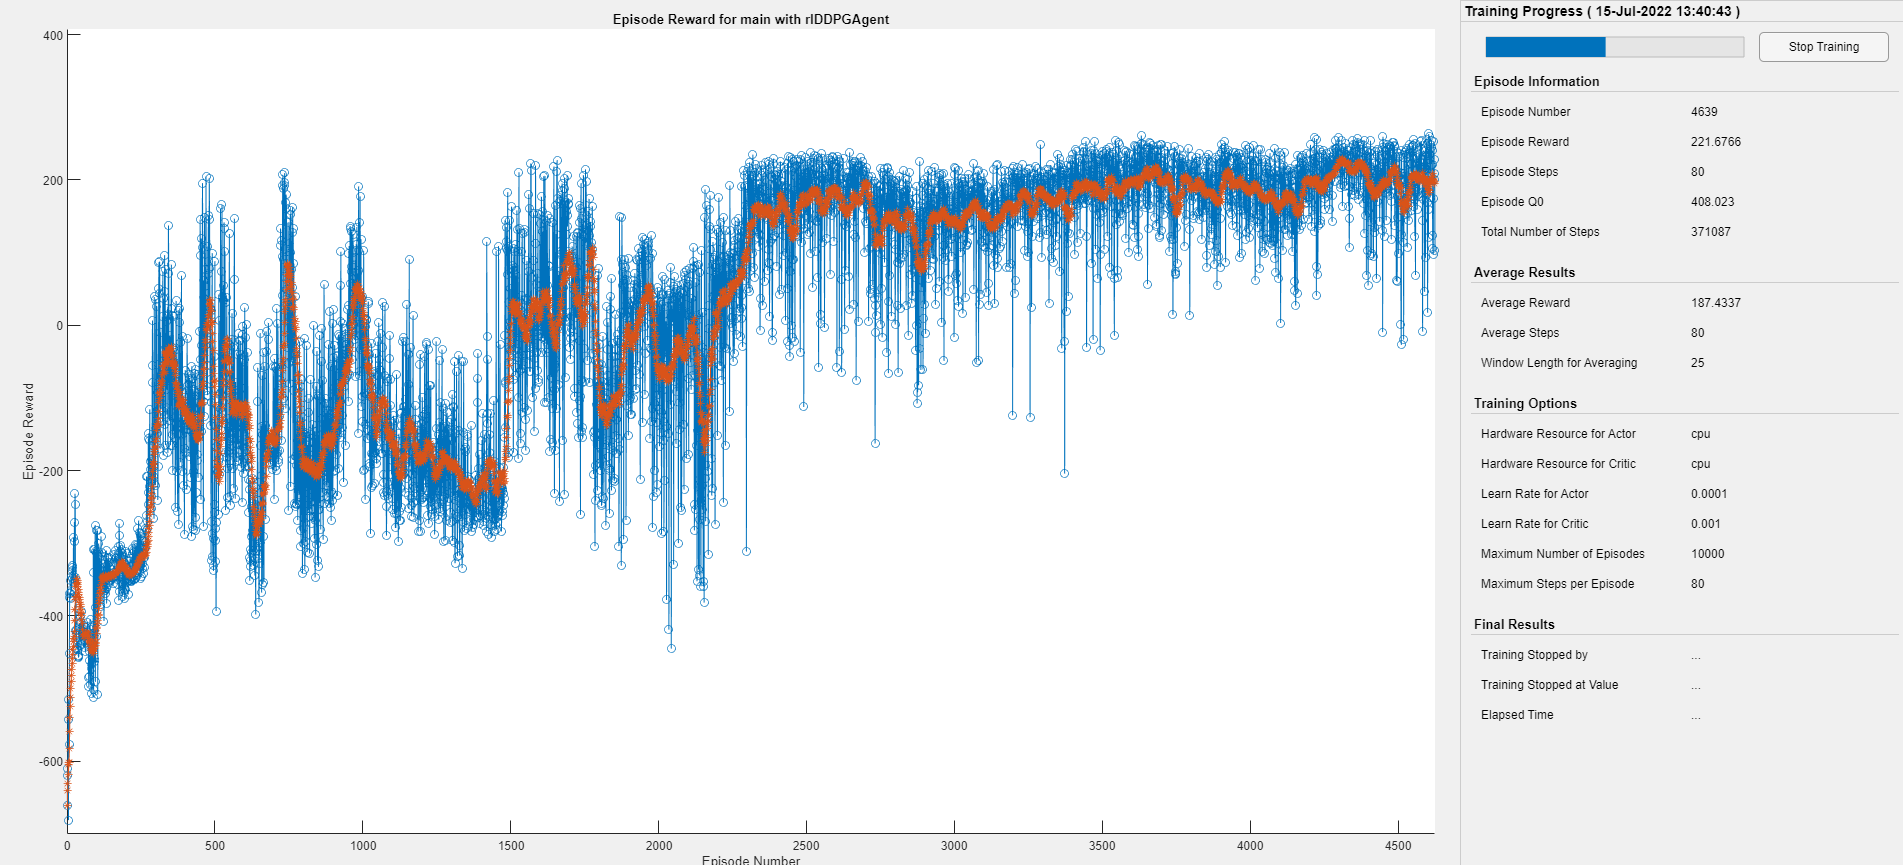 Episode Reward for main with rlDDPGAgent
400
200
0
-200
-400
-600
Episode Reward
0 500 1000 1500 2000 2500 3000 3500 4000 4500
Episode Number
Training Progress ( 15-Jul-2022 13:40:43 )
Stop Training
Episode Information
Episode Number 4639
Episode Reward 221.6766
Episode Steps 80
Episode Q0 408.023
Total Number of Steps 371087
Average Results
Average Reward 187.4337
Average Steps 80
Window Length for Averaging 25
Training Options
Hardware Resource for Actor cpu
Hardware Resource for Critic cpu
Learn Rate for Actor 0.0001
Learn Rate for Critic 0.001
Maximum Number of Episodes 10000
Maximum Steps per Episode 80
Final Results
Training Stopped by ...
Training Stopped at Value ...
Elapsed Time ...